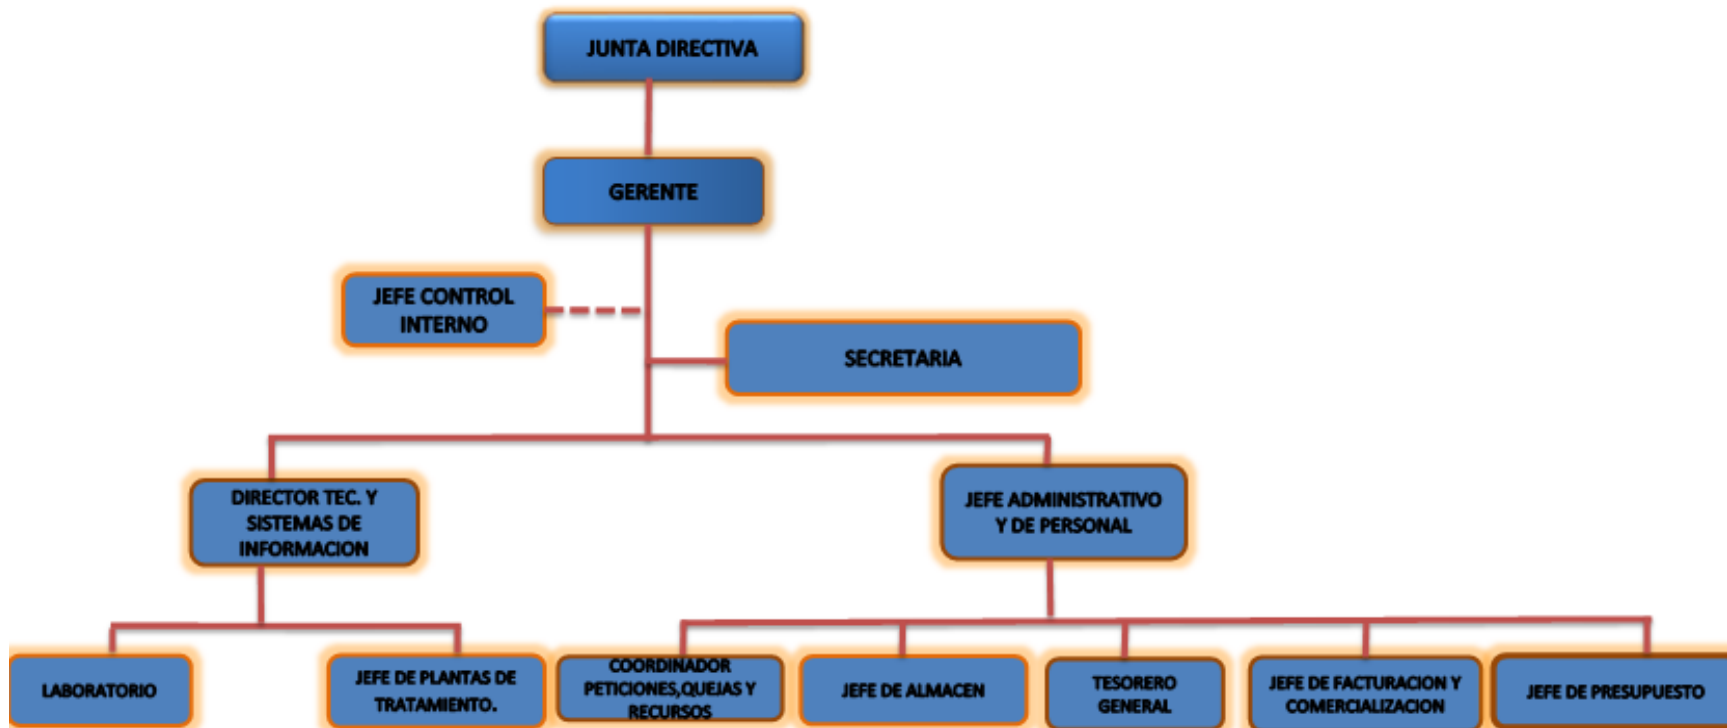 JUNTA DIRECTIVA
GERENTE
JEFE CONTROL
INTERNO
SECRETARIA
DIRECTOR TEC. Y
SISTEMAS DE
INFORMACION
JEFE ADMINISTRATIVO
Y DE PERSONAL
LABORATORIO
JEFE DE PLANTAS DE
TRATAMIENTO.
COORDINADOR
PETICIONES,QUEJAS Y
RECURSOS
JEFE DE ALMACEN
TESORERO
GENERAL
JEFE DE FACTURACION Y
COMERCIALIZACION
JEFE DE PRESUPUESTO